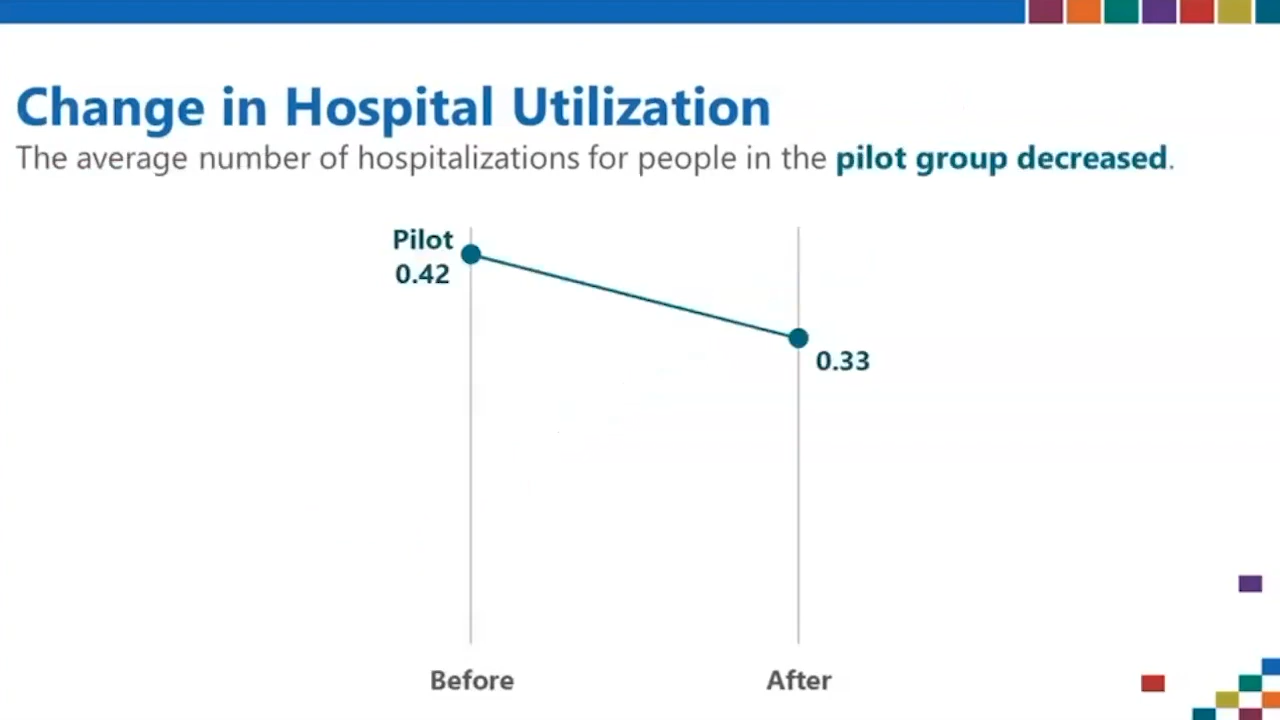 Change in Hospital Utilization
The average number of hospitalizations for people in the pilot group decreased.
Pilot
0.42
0.33
Before
After